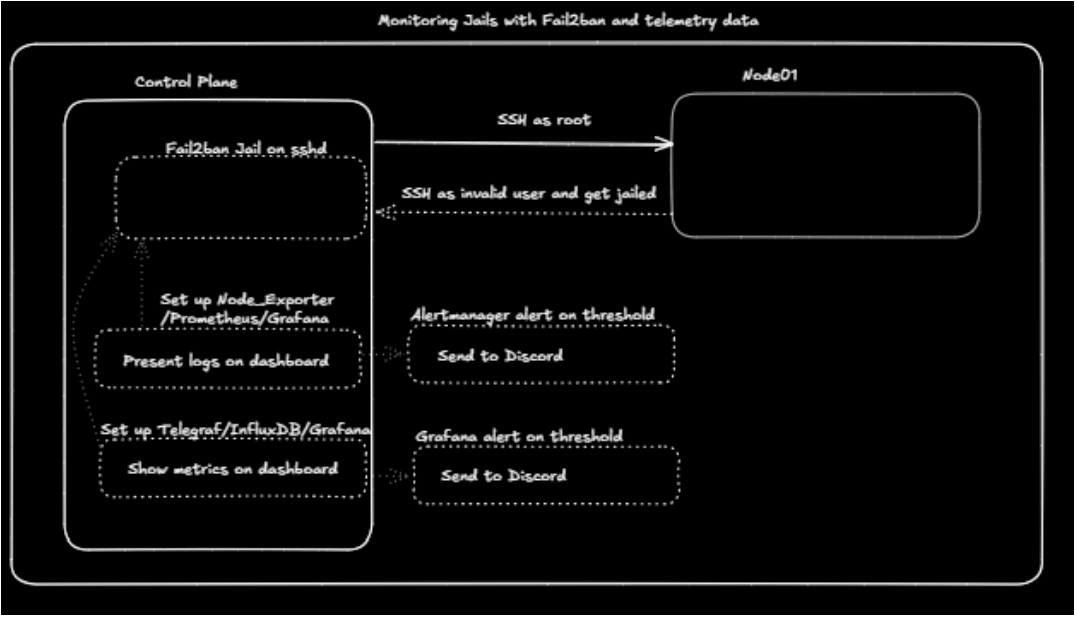 Monitoring Jails with Fail2ban and telemetry data
Control Plane
Node01
SSH as root
Fail2ban Jail on sshd
SSH as invalid user and get jailed
Set up Node_Exporter
/Prometheus/Grafana
Present logs on dashboard
Alertmanager alert on threshold
Send to Discord
Set up Telegraf/InfluxDB/Grafana
Show metrics on dashboard
Grafana alert on threshold
Send to Discord